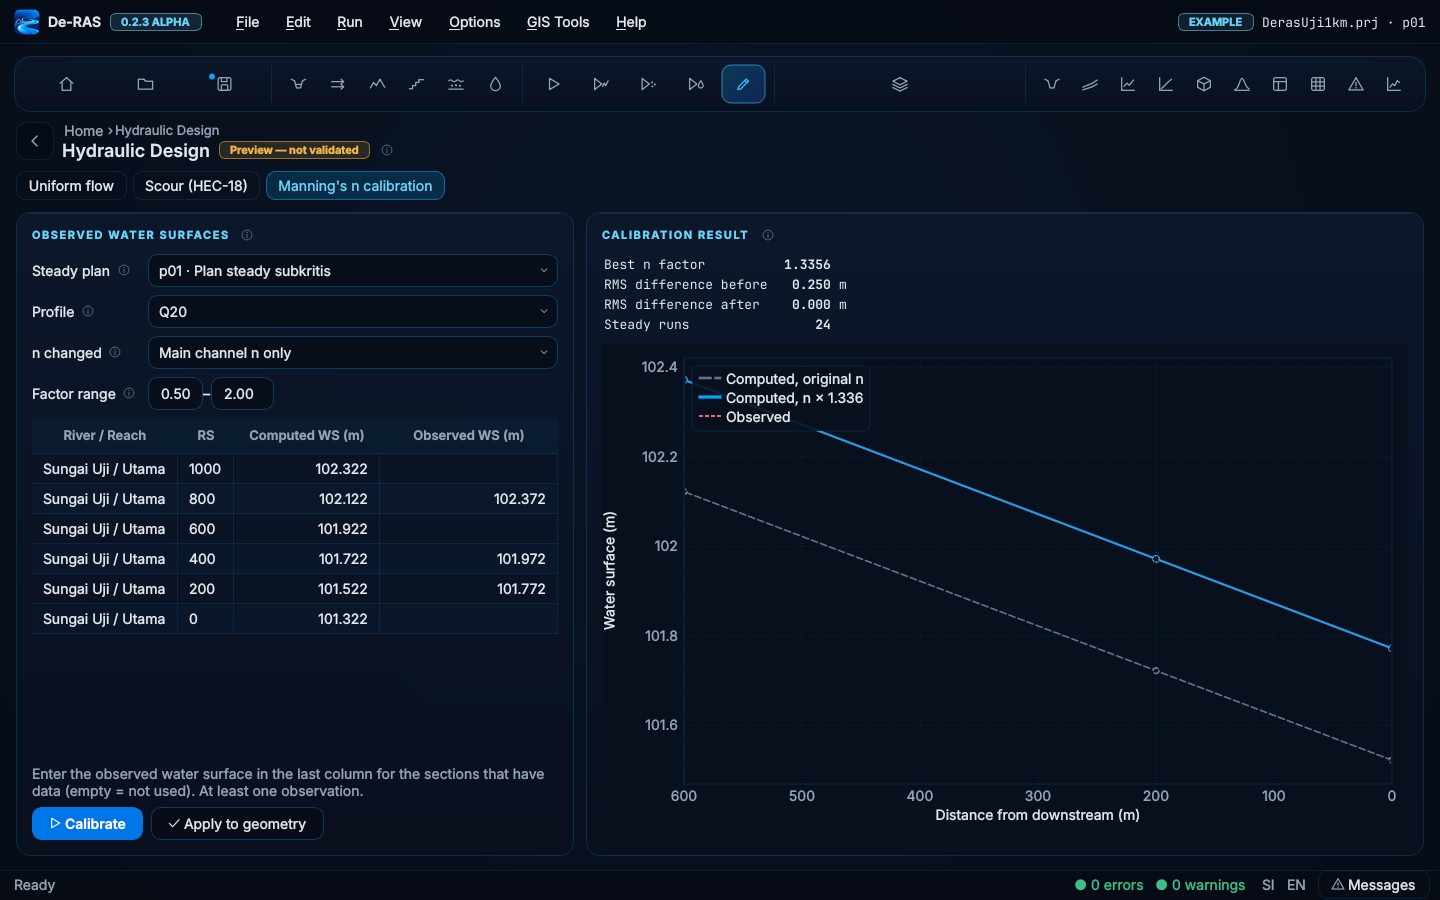 De-RAS 0.2.3 ALPHA File Edit Run View Options GIS Tools Help EXAMPLE DerasUji1km.prj · p01
Home › Hydraulic Design
Hydraulic Design Preview — not validated
Uniform flow Scour (HEC-18) Manning's n calibration
OBSERVED WATER SURFACES
Steady plan p01 · Plan steady subkritis
Profile Q20
n changed Main channel n only
Factor range 0.50 – 2.00
River / Reach RS Computed WS (m) Observed WS (m)
Sungai Uji / Utama 1000 102.322
Sungai Uji / Utama 800 102.122 102.372
Sungai Uji / Utama 600 101.922
Sungai Uji / Utama 400 101.722 101.972
Sungai Uji / Utama 200 101.522 101.772
Sungai Uji / Utama 0 101.322
Enter the observed water surface in the last column for the sections that have
data (empty = not used). At least one observation.
Calibrate Apply to geometry
CALIBRATION RESULT
Best n factor 1.3356
RMS difference before 0.250 m
RMS difference after 0.000 m
Steady runs 24
Computed, original n
Computed, n × 1.336
Observed
Water surface (m)
102.4
102.2
102
101.8
101.6
600 500 400 300 200 100 0
Distance from downstream (m)
Ready 0 errors 0 warnings SI EN Messages